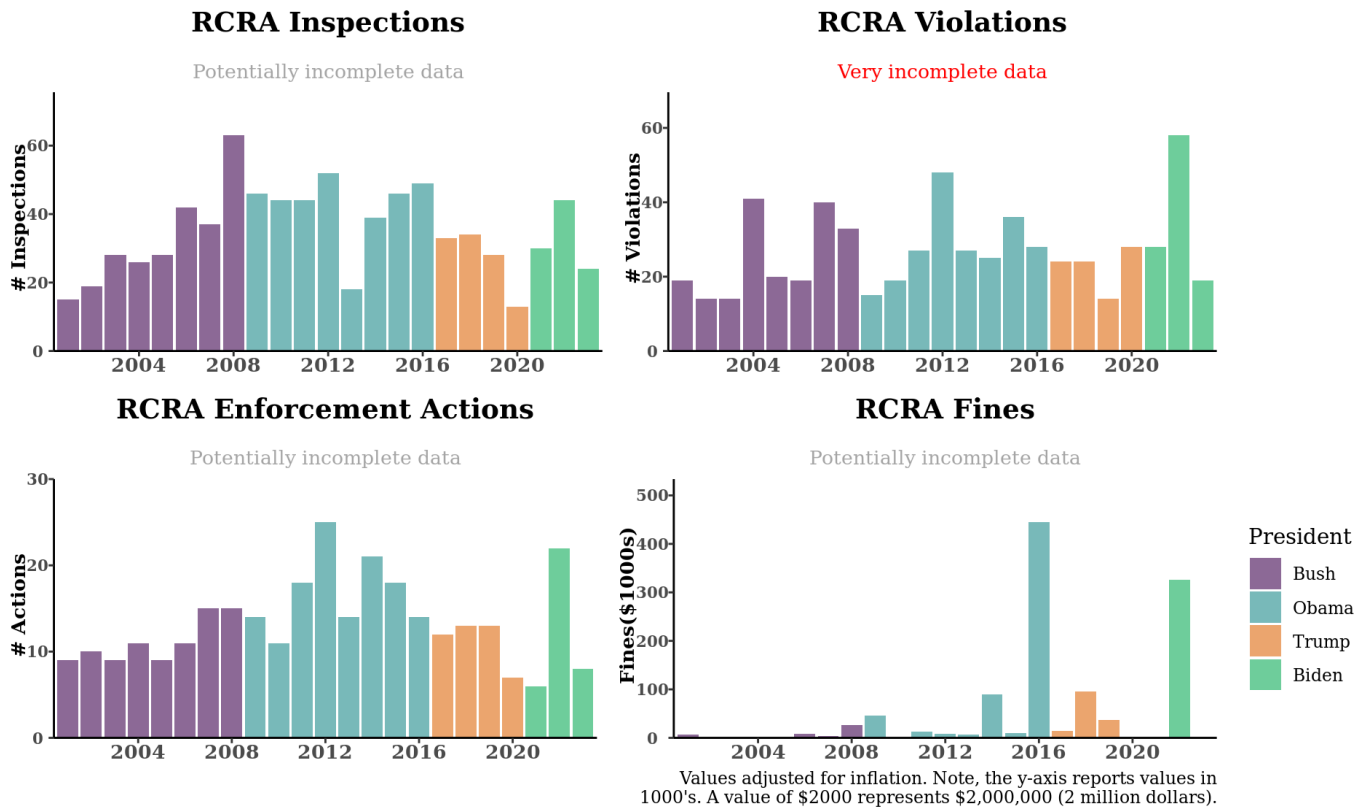 RCRA Inspections
Potentially incomplete data
# Inspections
60
40
20
0
2004 2008 2012 2016 2020
RCRA Violations
Very incomplete data
# Violations
60
40
20
0
2004 2008 2012 2016 2020
RCRA Enforcement Actions
Potentially incomplete data
# Actions
30
20
10
0
2004 2008 2012 2016 2020
RCRA Fines
Potentially incomplete data
Fines($1000s)
500
400
300
200
100
0
2004 2008 2012 2016 2020
President
Bush
Obama
Trump
Biden
Values adjusted for inflation. Note, the y-axis reports values in
1000's. A value of $2000 represents $2,000,000 (2 million dollars).